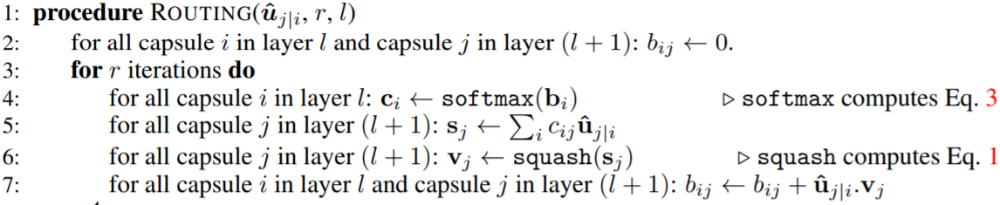 1: procedure ROUTING(û_{j|i}, r, l)
2: for all capsule i in layer l and capsule j in layer (l + 1): b_{ij} ← 0.
3: for r iterations do
4: for all capsule i in layer l: c_i ← softmax(b_i) ▷ softmax computes Eq. 3
5: for all capsule j in layer (l + 1): s_j ← ∑_i c_{ij}û_{j|i}
6: for all capsule j in layer (l + 1): v_j ← squash(s_j) ▷ squash computes Eq. 1
7: for all capsule i in layer l and capsule j in layer (l + 1): b_{ij} ← b_{ij} + û_{j|i}.v_j